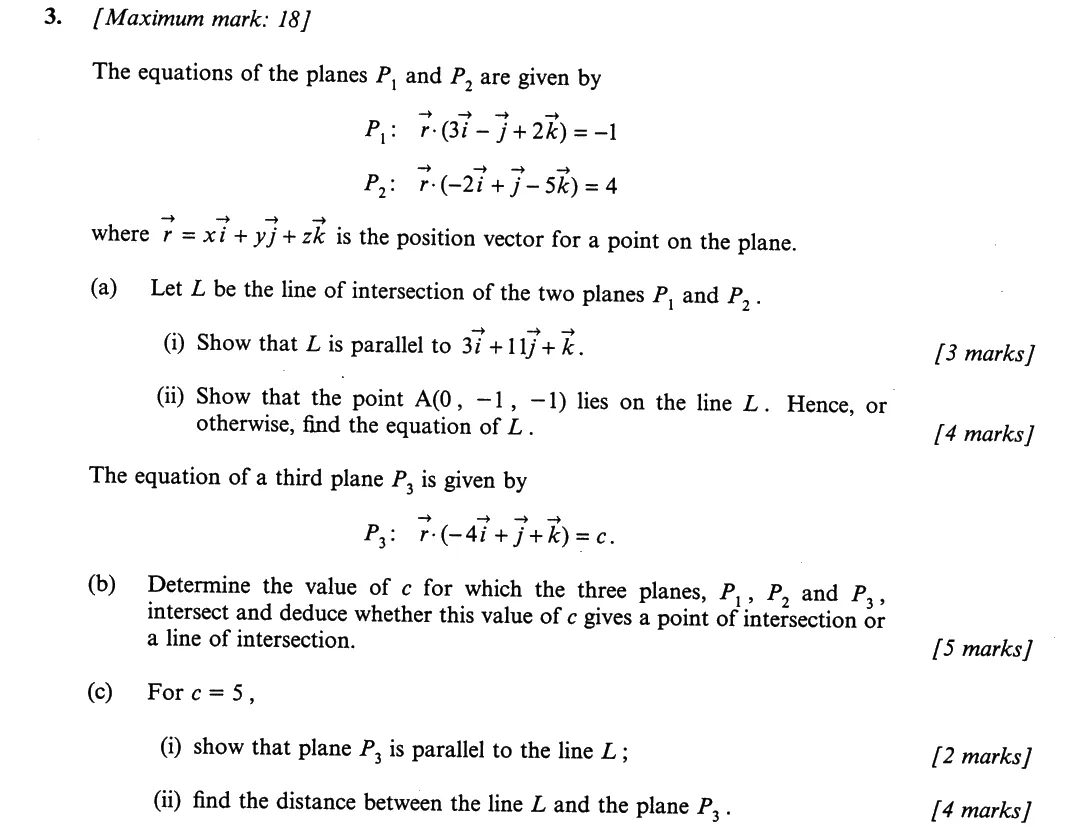 3. [Maximum mark: 18]
The equations of the planes P₁ and P₂ are given by
P₁: r⃗·(3i⃗ − j⃗ + 2k⃗) = −1
P₂: r⃗·(−2i⃗ + j⃗ − 5k⃗) = 4
where r⃗ = xi⃗ + yj⃗ + zk⃗ is the position vector for a point on the plane.
(a) Let L be the line of intersection of the two planes P₁ and P₂.
(i) Show that L is parallel to 3i⃗ + 11j⃗ + k⃗. [3 marks]
(ii) Show that the point A(0, −1, −1) lies on the line L. Hence, or
otherwise, find the equation of L. [4 marks]
The equation of a third plane P₃ is given by
P₃: r⃗·(−4i⃗ + j⃗ + k⃗) = c.
(b) Determine the value of c for which the three planes, P₁, P₂ and P₃,
intersect and deduce whether this value of c gives a point of intersection or
a line of intersection. [5 marks]
(c) For c = 5,
(i) show that plane P₃ is parallel to the line L; [2 marks]
(ii) find the distance between the line L and the plane P₃. [4 marks]